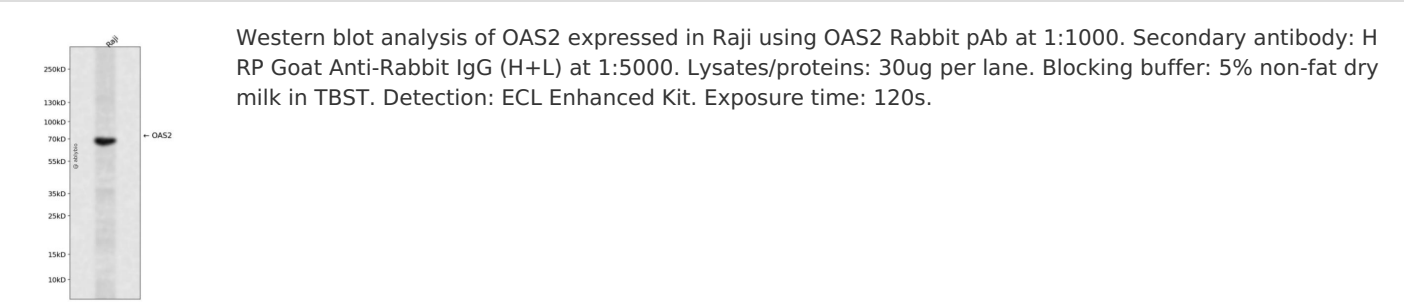 Raji
250kD
130kD
100kD
70kD
55kD
35kD
25kD
15kD
10kD
← OAS2
@ ablybio
Western blot analysis of OAS2 expressed in Raji using OAS2 Rabbit pAb at 1:1000. Secondary antibody: H
RP Goat Anti-Rabbit IgG (H+L) at 1:5000. Lysates/proteins: 30ug per lane. Blocking buffer: 5% non-fat dry
milk in TBST. Detection: ECL Enhanced Kit. Exposure time: 120s.